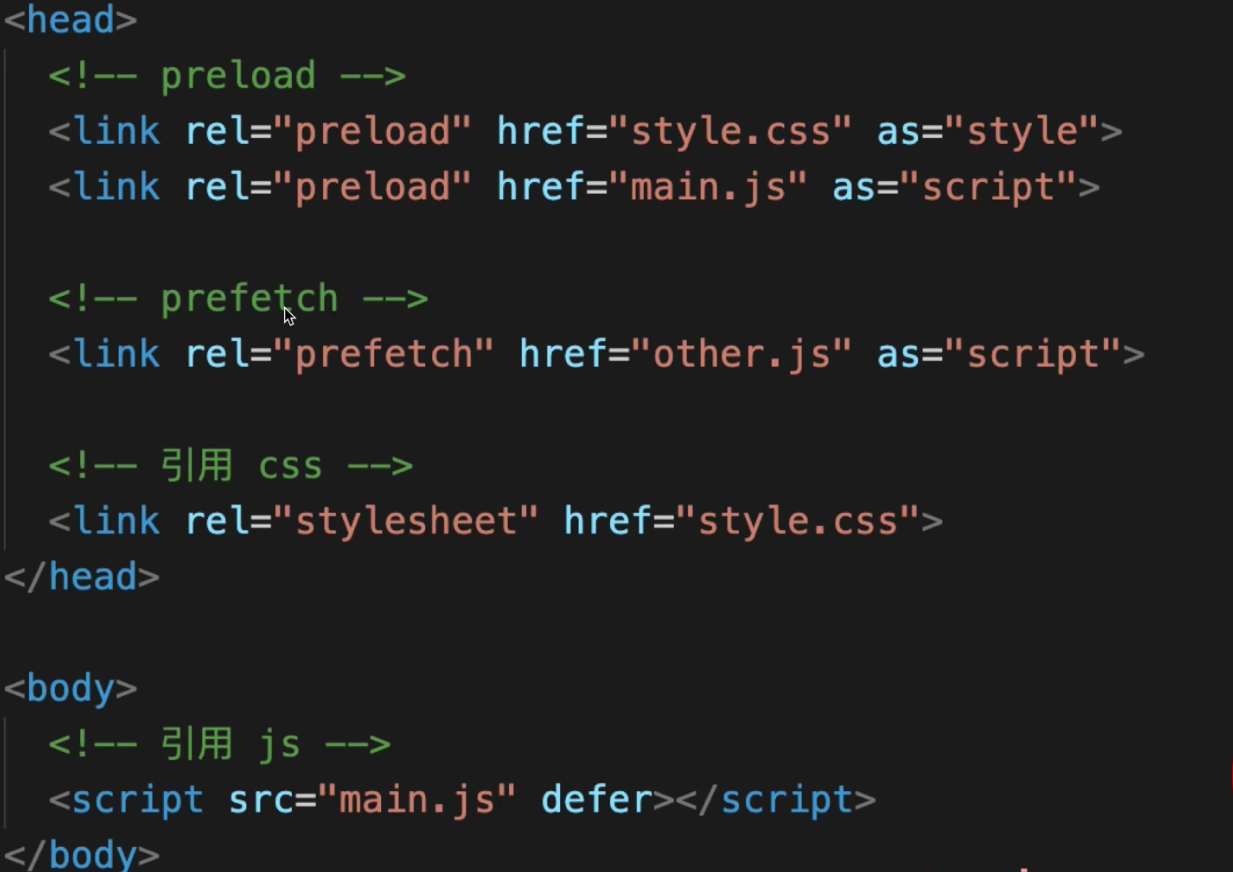 <head>
<!-- preload -->
<link rel="preload" href="style.css" as="style">
<link rel="preload" href="main.js" as="script">
<!-- prefetch -->
<link rel="prefetch" href="other.js" as="script">
<!-- 引用 css -->
<link rel="stylesheet" href="style.css">
</head>
<body>
<!-- 引用 js -->
<script src="main.js" defer></script>
</body>